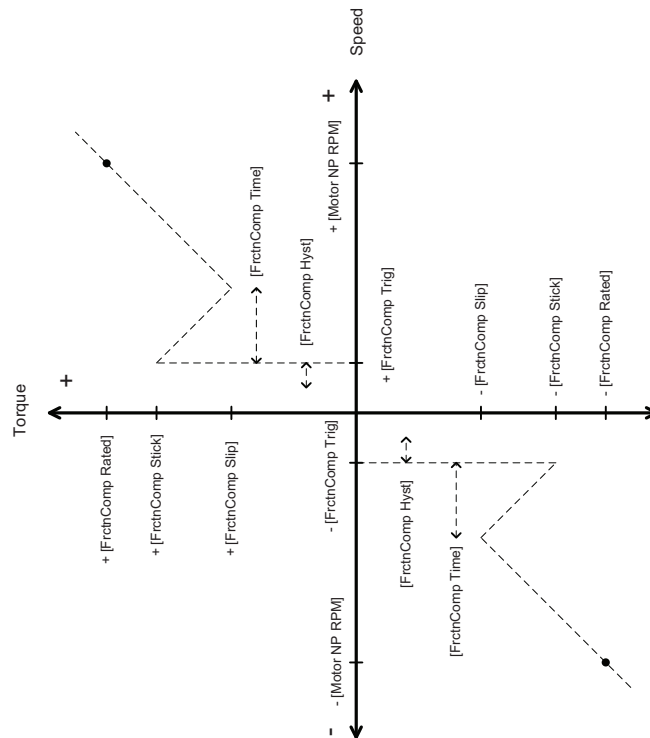 Torque
+
+ [FrctnComp Rated]
+ [FrctnComp Stick]
+ [FrctnComp Slip]
[FrctnComp Time]
[FrctnComp Hyst]
- [Motor NP RPM]
- [FrctnComp Trig]
+ [FrctnComp Trig]
+ [Motor NP RPM]
-
+
Speed
[FrctnComp Hyst]
[FrctnComp Time]
- [FrctnComp Slip]
- [FrctnComp Stick]
- [FrctnComp Rated]